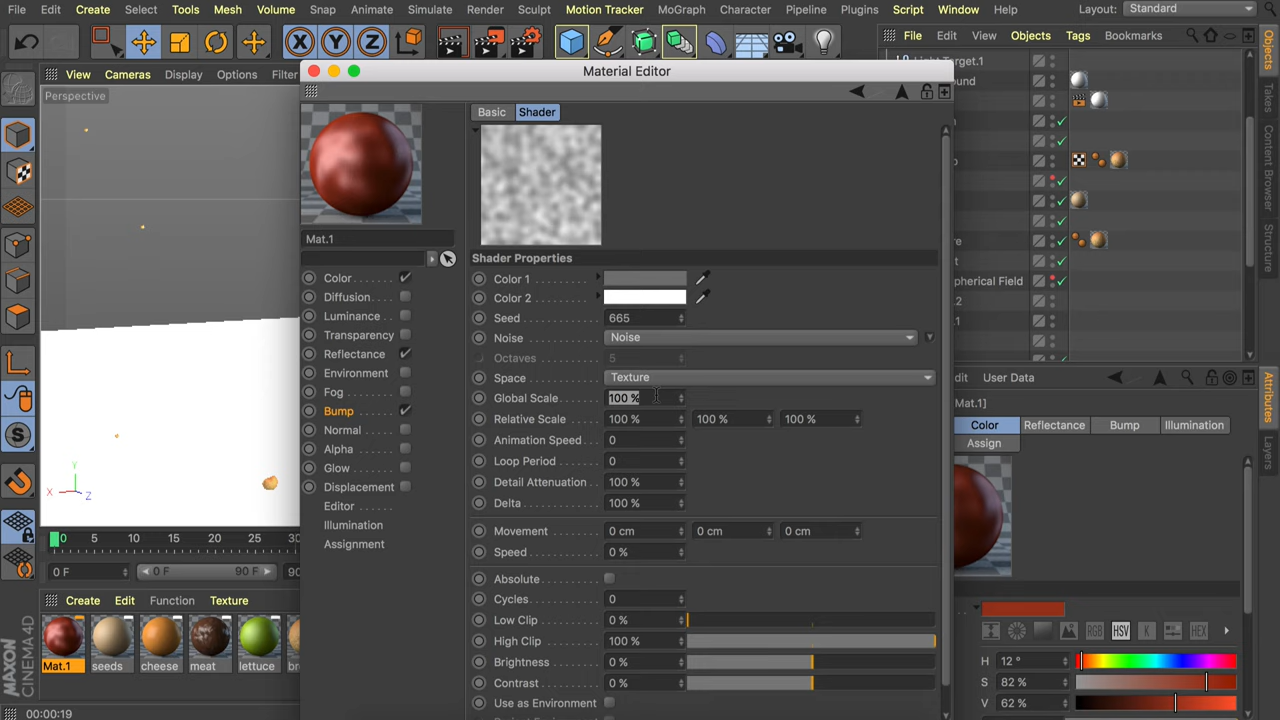 File Edit Create Select Tools Mesh Volume Snap Animate Simulate Render Sculpt Motion Tracker MoGraph Character Pipeline Plugins Script Window Help Layout: Standard
File Edit View Objects Tags Bookmarks
View Cameras Display Options Filter
Perspective
Material Editor
Basic Shader
Mat.1
Color
Diffusion
Luminance
Transparency
Reflectance
Environment
Fog
Bump
Normal
Alpha
Glow
Displacement
Editor
Illumination
Assignment
Shader Properties
Color 1
Color 2
Seed 665
Noise Noise
Octaves 5
Space Texture
Global Scale 100 %
Relative Scale 100 % 100 % 100 %
Animation Speed 0
Loop Period 0
Detail Attenuation 100 %
Delta 100 %
Movement 0 cm 0 cm 0 cm
Speed 0 %
Absolute
Cycles 0
Low Clip 0 %
High Clip 100 %
Brightness 0 %
Contrast 0 %
Use as Environment
Light Target.1
pherical Field
.2
.1
Objects
Takes
Content Browser
Structure
Attributes
Layers
dit User Data
Mat.1]
Color Reflectance Bump Illumination
Assign
RGB HSV K HEX
H 12 °
S 82 %
V 62 %
X Y Z
0 5 10 15 20 25 30
0 F 0 F 90 F 90
Create Edit Function Texture
Mat.1 seeds cheese meat lettuce
MAXON
CINEMA 4D
00:00:19